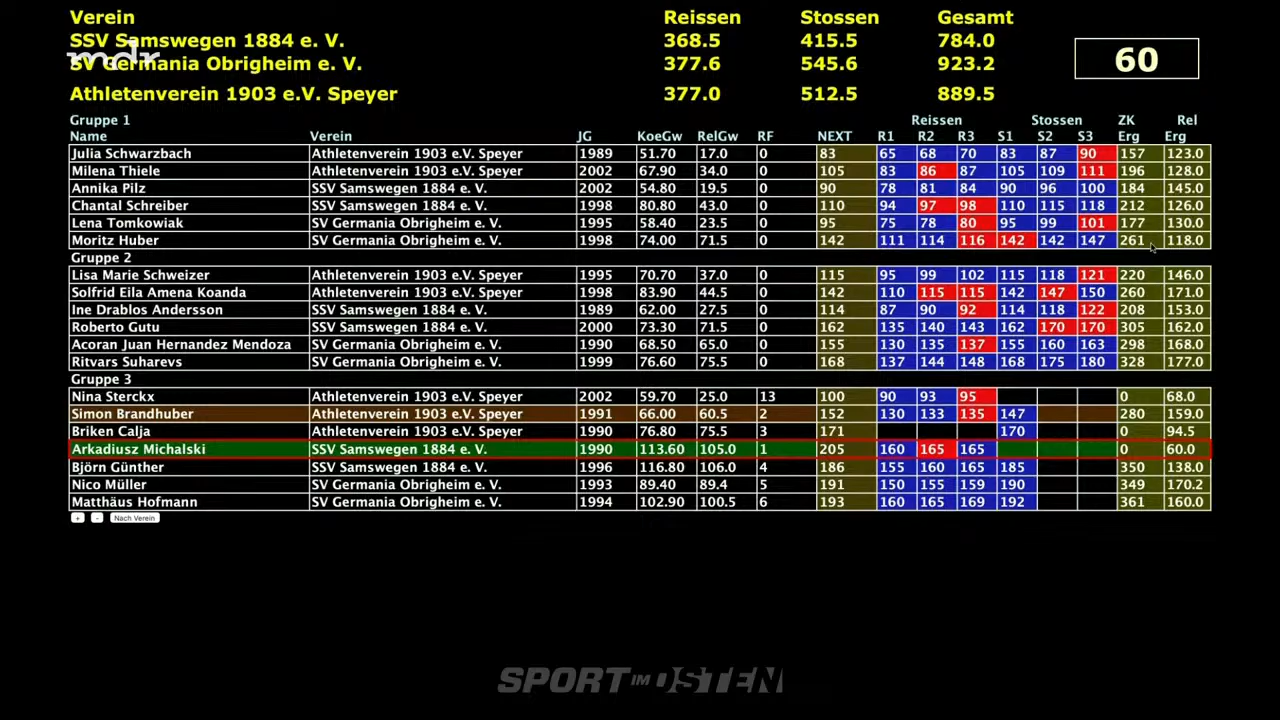 Verein Reissen Stossen Gesamt
SSV Samswegen 1884 e. V. 368.5 415.5 784.0
mdr
60
SV Germania Obrigheim e. V. 377.6 545.6 923.2
Athletenverein 1903 e.V. Speyer 377.0 512.5 889.5
Gruppe 1 Reissen Stossen ZK Rel
Name Verein JG KoeGw RelGw RF NEXT R1 R2 R3 S1 S2 S3 Erg Erg
Julia Schwarzbach Athletenverein 1903 e.V. Speyer 1989 51.70 17.0 0 83 65 68 70 83 87 90 157 123.0
Milena Thiele Athletenverein 1903 e.V. Speyer 2002 67.90 34.0 0 105 83 86 87 105 109 111 196 128.0
Annika Pilz SSV Samswegen 1884 e. V. 2002 54.80 19.5 0 90 78 81 84 90 96 100 184 145.0
Chantal Schreiber SSV Samswegen 1884 e. V. 1998 80.80 43.0 0 110 94 97 98 110 115 118 212 126.0
Lena Tomkowiak SV Germania Obrigheim e. V. 1995 58.40 23.5 0 95 75 78 80 95 99 101 177 130.0
Moritz Huber SV Germania Obrigheim e. V. 1998 74.00 71.5 0 142 111 114 116 142 142 147 261 118.0
Gruppe 2
Lisa Marie Schweizer Athletenverein 1903 e.V. Speyer 1995 70.70 37.0 0 115 95 99 102 115 118 121 220 146.0
Solfrid Eila Amena Koanda Athletenverein 1903 e.V. Speyer 1998 83.90 44.5 0 142 110 115 115 142 147 150 260 171.0
Ine Drablos Andersson SSV Samswegen 1884 e. V. 1989 62.00 27.5 0 114 87 90 92 114 118 122 208 153.0
Roberto Gutu SSV Samswegen 1884 e. V. 2000 73.30 71.5 0 162 135 140 143 162 170 170 305 162.0
Acoran Juan Hernandez Mendoza SV Germania Obrigheim e. V. 1990 68.50 65.0 0 155 130 135 137 155 160 163 298 168.0
Ritvars Suharevs SV Germania Obrigheim e. V. 1999 76.60 75.5 0 168 137 144 148 168 175 180 328 177.0
Gruppe 3
Nina Sterckx Athletenverein 1903 e.V. Speyer 2002 59.70 25.0 13 100 90 93 95 0 68.0
Simon Brandhuber Athletenverein 1903 e.V. Speyer 1991 66.00 60.5 2 152 130 133 135 147 280 159.0
Briken Calja Athletenverein 1903 e.V. Speyer 1990 76.80 75.5 3 171 170 0 94.5
Arkadiusz Michalski SSV Samswegen 1884 e. V. 1990 113.60 105.0 1 205 160 165 165 0 60.0
Björn Günther SSV Samswegen 1884 e. V. 1996 116.80 106.0 4 186 155 160 165 185 350 138.0
Nico Müller SV Germania Obrigheim e. V. 1993 89.40 89.4 5 191 150 155 159 190 349 170.2
Matthäus Hofmann SV Germania Obrigheim e. V. 1994 102.90 100.5 6 193 160 165 169 192 361 160.0
+ - Nach Verein
SPORT IM OSTEN